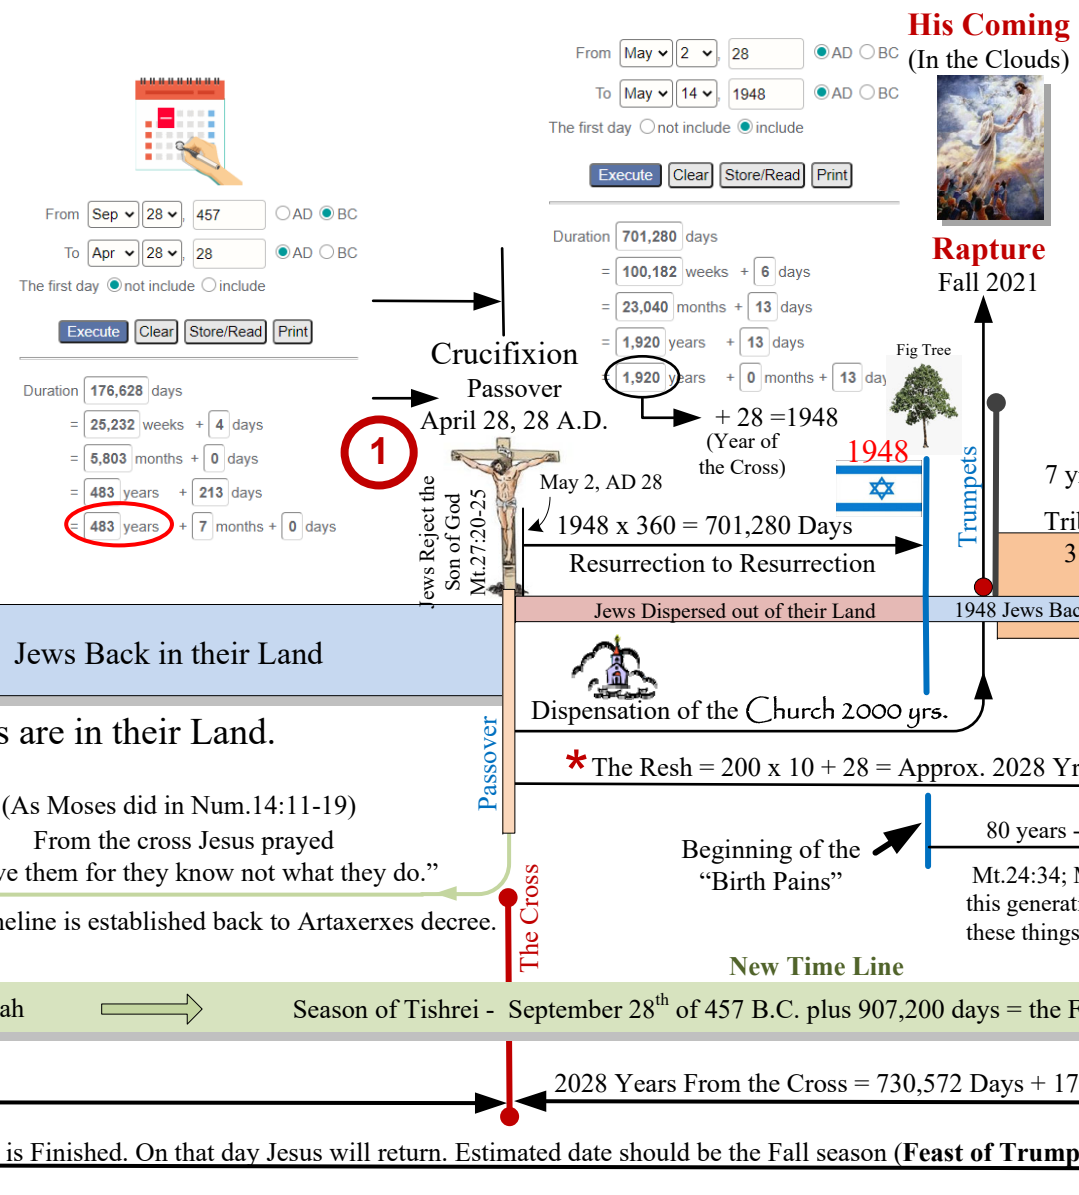 His Coming
(In the Clouds)
From May 2, 28 AD BC
To May 14, 1948 AD BC
The first day not include include
Execute Clear Store/Read Print
Duration 701,280 days
= 100,182 weeks + 6 days
= 23,040 months + 13 days
= 1,920 years + 13 days
= 1,920 years + 0 months + 13 day
+ 28 =1948
(Year of
the Cross)
Rapture
Fall 2021
From Sep 28, 457 AD BC
To Apr 28, 28 AD BC
The first day not include include
Execute Clear Store/Read Print
Duration 176,628 days
= 25,232 weeks + 4 days
= 5,803 months + 0 days
= 483 years + 213 days
= 483 years + 7 months + 0 days
Crucifixion
Passover
April 28, 28 A.D.
1
Fig Tree
1948
Trumpets
7 y
Tri
3
Jews Reject the
Son of God
Mt.27:20-25
May 2, AD 28
1948 x 360 = 701,280 Days
Resurrection to Resurrection
Jews Dispersed out of their Land
1948 Jews Bac
Jews Back in their Land
Dispensation of the Church 2000 yrs.
s are in their Land.
Passover
* The Resh = 200 x 10 + 28 = Approx. 2028 Yr
(As Moses did in Num.14:11-19)
From the cross Jesus prayed
ve them for they know not what they do.”
Beginning of the
“Birth Pains”
80 years -
Mt.24:34; M
this generati
these things
neline is established back to Artaxerxes decree.
The Cross
New Time Line
ah
Season of Tishrei - September 28th of 457 B.C. plus 907,200 days = the F
2028 Years From the Cross = 730,572 Days + 17
is Finished. On that day Jesus will return. Estimated date should be the Fall season (Feast of Trump